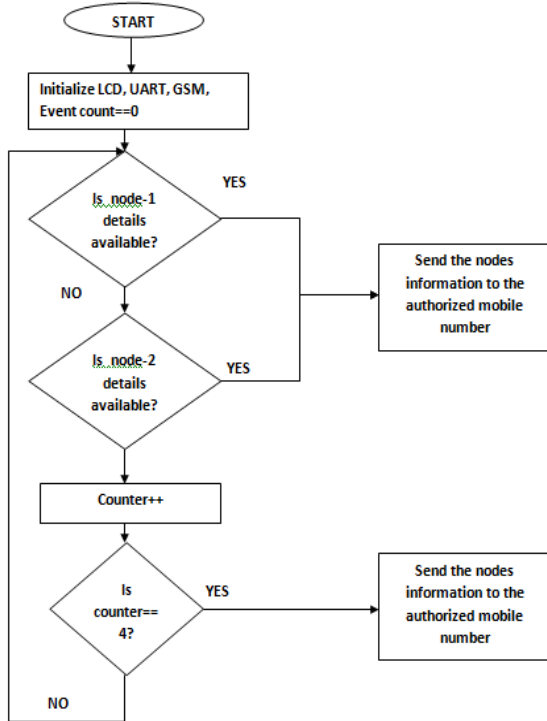 START
Initialize LCD, UART, GSM,
Event count==0
Is node-1
details
available?
YES
Send the nodes
information to the
authorized mobile
number
NO
Is node-2
details
available?
YES
Counter++
Is
counter==
4?
YES
Send the nodes
information to the
authorized mobile
number
NO